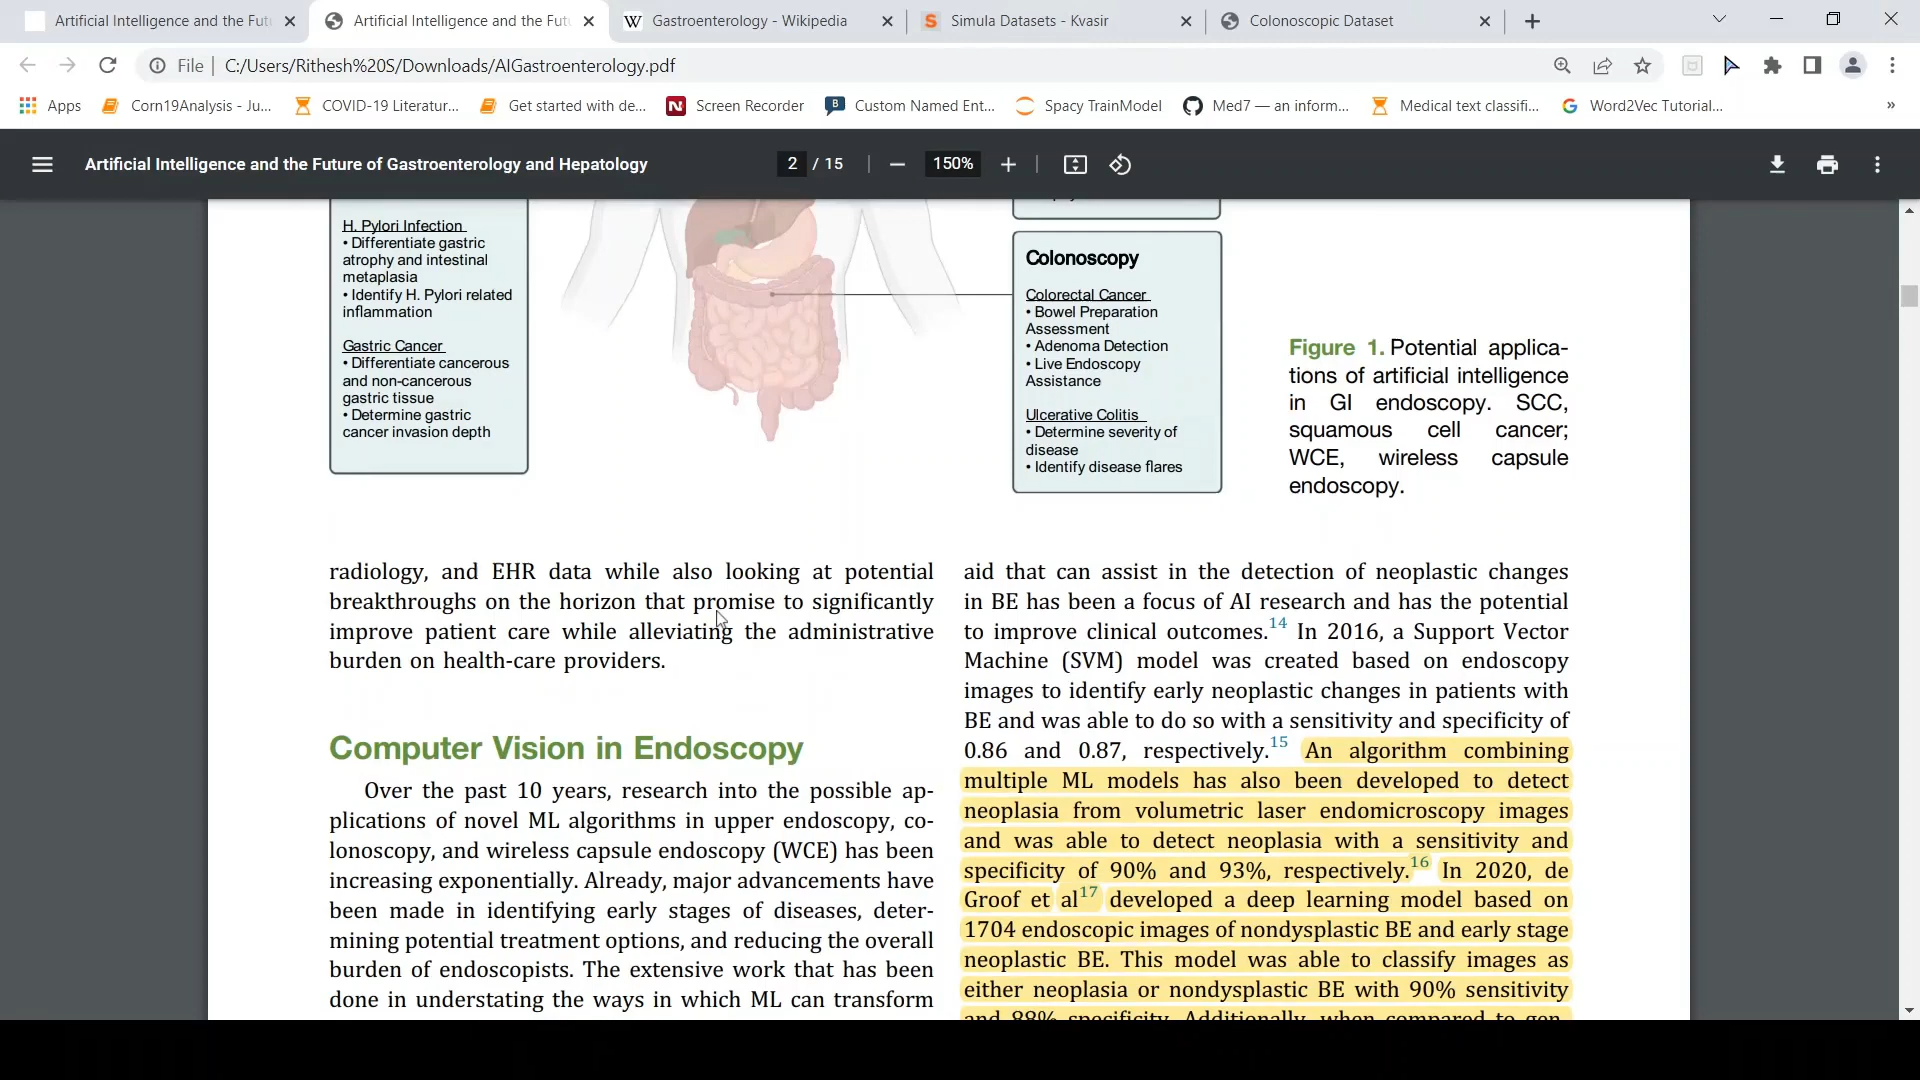 Artificial Intelligence and the Fut
Artificial Intelligence and the Fut
Gastroenterology - Wikipedia
Simula Datasets - Kvasir
Colonoscopic Dataset
File | C:/Users/Rithesh%20S/Downloads/AIGastroenterology.pdf
Apps
Corn19Analysis - Ju...
COVID-19 Literatur...
Get started with de...
Screen Recorder
Custom Named Ent...
Spacy TrainModel
Med7 — an inform...
Medical text classifi...
Word2Vec Tutorial...
»
Artificial Intelligence and the Future of Gastroenterology and Hepatology
2 / 15
150%
H. Pylori Infection
• Differentiate gastric
atrophy and intestinal
metaplasia
• Identify H. Pylori related
inflammation
Gastric Cancer
• Differentiate cancerous
and non-cancerous
gastric tissue
• Determine gastric
cancer invasion depth
Colonoscopy
Colorectal Cancer
• Bowel Preparation
Assessment
• Adenoma Detection
• Live Endoscopy
Assistance
Ulcerative Colitis
• Determine severity of
disease
• Identify disease flares
Figure 1. Potential applica-
tions of artificial intelligence
in GI endoscopy. SCC,
squamous cell cancer;
WCE, wireless capsule
endoscopy.
radiology, and EHR data while also looking at potential
breakthroughs on the horizon that promise to significantly
improve patient care while alleviating the administrative
burden on health-care providers.
Computer Vision in Endoscopy
Over the past 10 years, research into the possible ap-
plications of novel ML algorithms in upper endoscopy, co-
lonoscopy, and wireless capsule endoscopy (WCE) has been
increasing exponentially. Already, major advancements have
been made in identifying early stages of diseases, deter-
mining potential treatment options, and reducing the overall
burden of endoscopists. The extensive work that has been
done in understating the ways in which ML can transform
aid that can assist in the detection of neoplastic changes
in BE has been a focus of AI research and has the potential
to improve clinical outcomes.14 In 2016, a Support Vector
Machine (SVM) model was created based on endoscopy
images to identify early neoplastic changes in patients with
BE and was able to do so with a sensitivity and specificity of
0.86 and 0.87, respectively.15 An algorithm combining
multiple ML models has also been developed to detect
neoplasia from volumetric laser endomicroscopy images
and was able to detect neoplasia with a sensitivity and
specificity of 90% and 93%, respectively.16 In 2020, de
Groof et al17 developed a deep learning model based on
1704 endoscopic images of nondysplastic BE and early stage
neoplastic BE. This model was able to classify images as
either neoplasia or nondysplastic BE with 90% sensitivity
and 88% specificity. Additionally, when compared to gen-